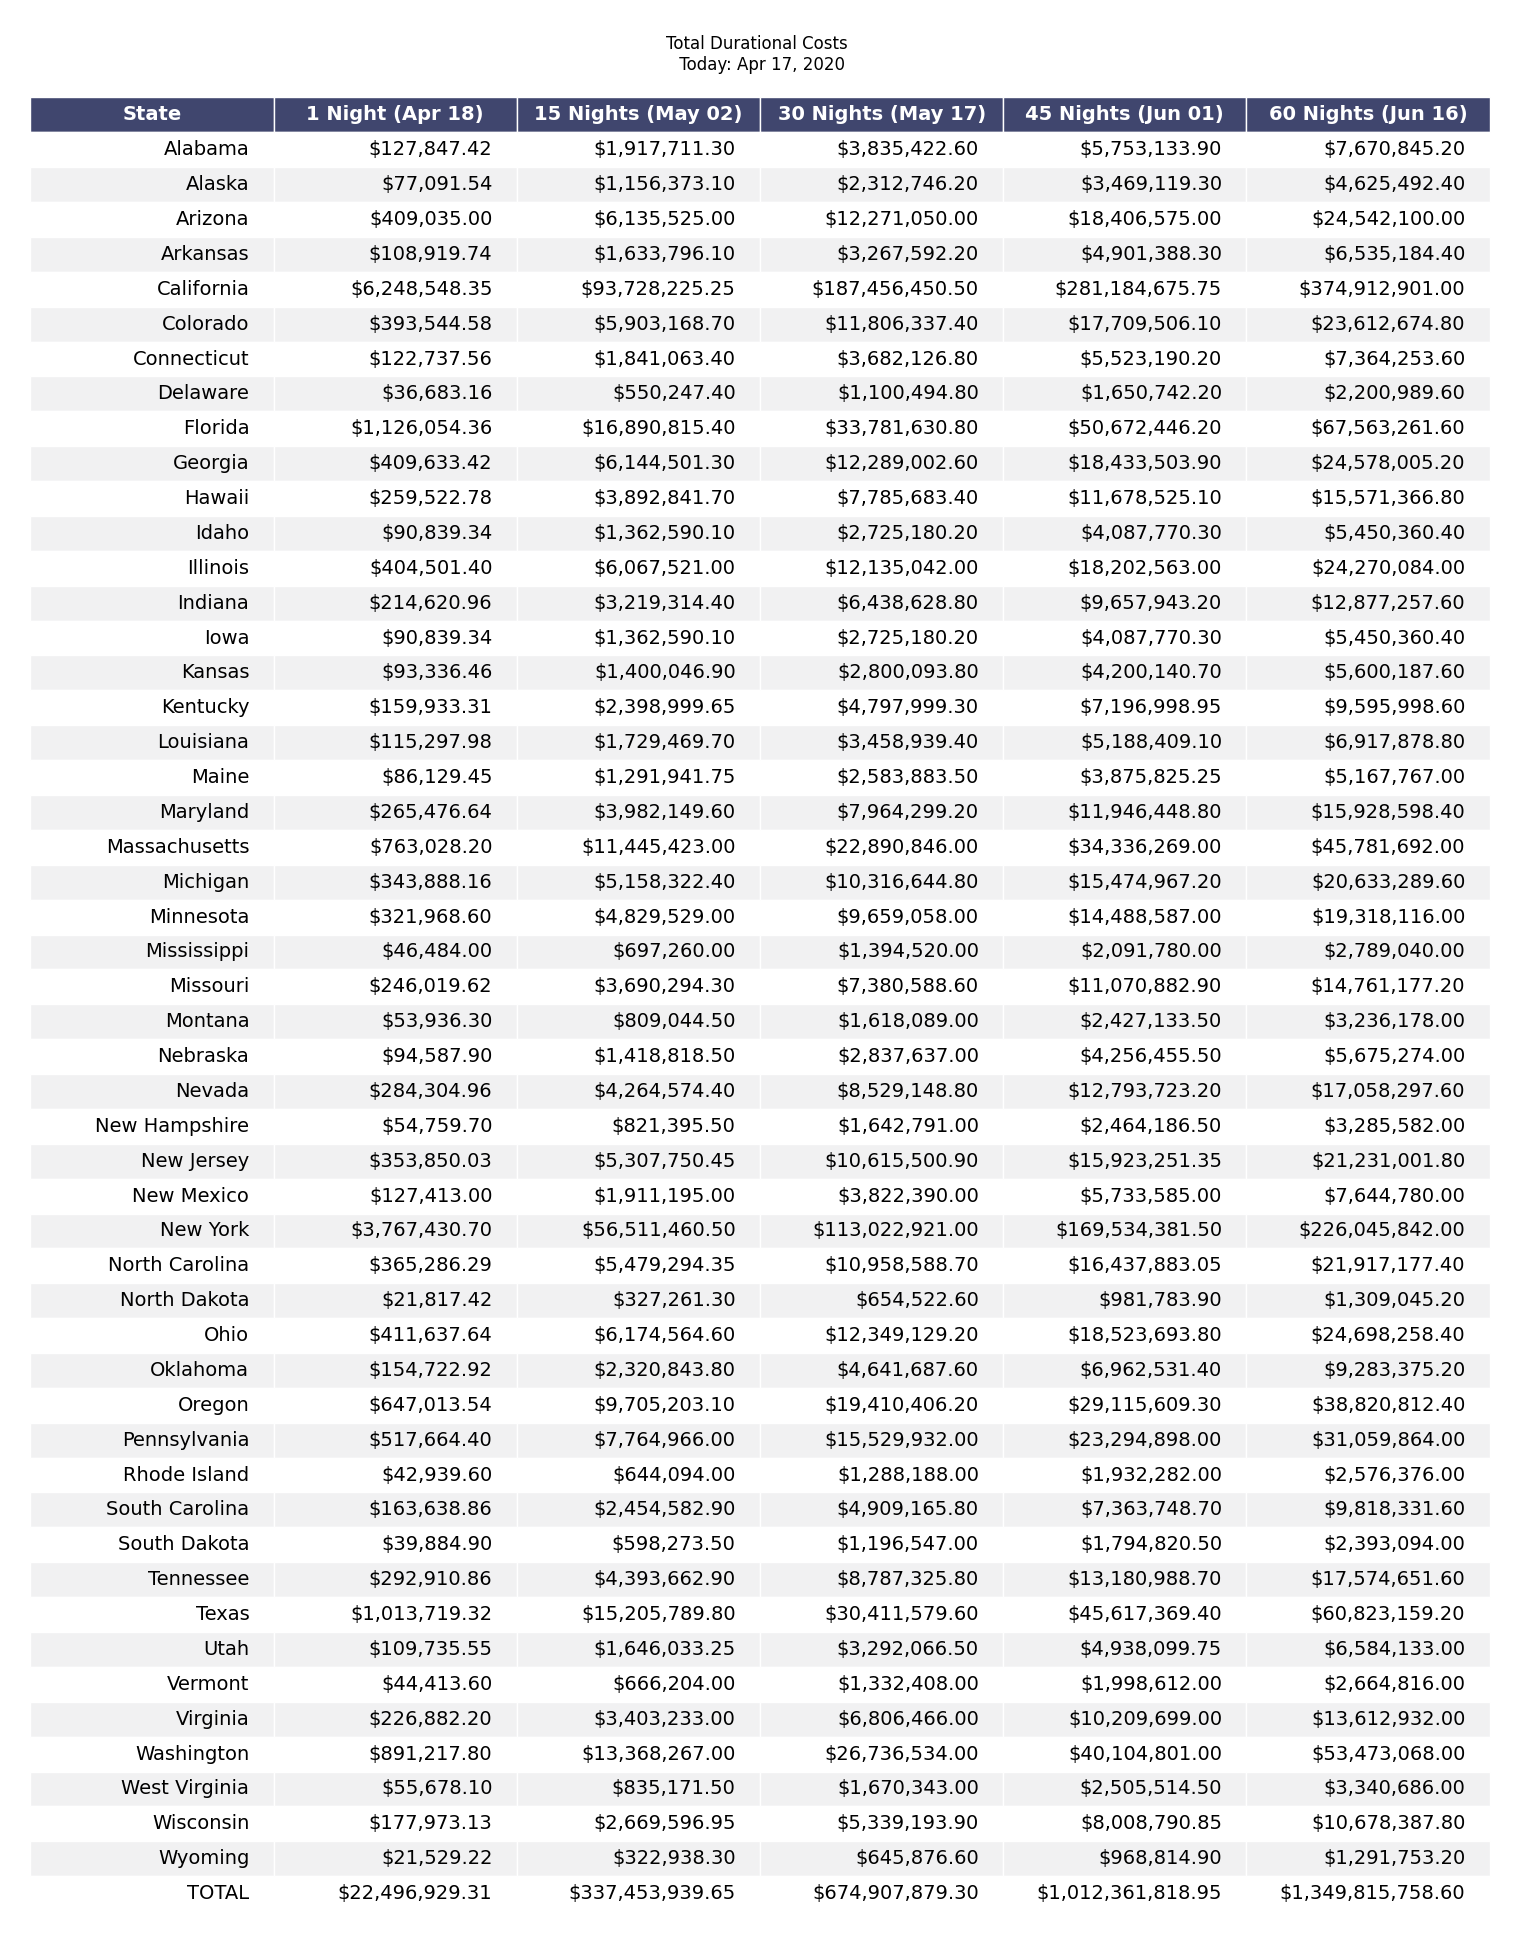 Total Durational Costs
Today: Apr 17, 2020
State 1 Night (Apr 18) 15 Nights (May 02) 30 Nights (May 17) 45 Nights (Jun 01) 60 Nights (Jun 16)
Alabama $127,847.42 $1,917,711.30 $3,835,422.60 $5,753,133.90 $7,670,845.20
Alaska $77,091.54 $1,156,373.10 $2,312,746.20 $3,469,119.30 $4,625,492.40
Arizona $409,035.00 $6,135,525.00 $12,271,050.00 $18,406,575.00 $24,542,100.00
Arkansas $108,919.74 $1,633,796.10 $3,267,592.20 $4,901,388.30 $6,535,184.40
California $6,248,548.35 $93,728,225.25 $187,456,450.50 $281,184,675.75 $374,912,901.00
Colorado $393,544.58 $5,903,168.70 $11,806,337.40 $17,709,506.10 $23,612,674.80
Connecticut $122,737.56 $1,841,063.40 $3,682,126.80 $5,523,190.20 $7,364,253.60
Delaware $36,683.16 $550,247.40 $1,100,494.80 $1,650,742.20 $2,200,989.60
Florida $1,126,054.36 $16,890,815.40 $33,781,630.80 $50,672,446.20 $67,563,261.60
Georgia $409,633.42 $6,144,501.30 $12,289,002.60 $18,433,503.90 $24,578,005.20
Hawaii $259,522.78 $3,892,841.70 $7,785,683.40 $11,678,525.10 $15,571,366.80
Idaho $90,839.34 $1,362,590.10 $2,725,180.20 $4,087,770.30 $5,450,360.40
Illinois $404,501.40 $6,067,521.00 $12,135,042.00 $18,202,563.00 $24,270,084.00
Indiana $214,620.96 $3,219,314.40 $6,438,628.80 $9,657,943.20 $12,877,257.60
Iowa $90,839.34 $1,362,590.10 $2,725,180.20 $4,087,770.30 $5,450,360.40
Kansas $93,336.46 $1,400,046.90 $2,800,093.80 $4,200,140.70 $5,600,187.60
Kentucky $159,933.31 $2,398,999.65 $4,797,999.30 $7,196,998.95 $9,595,998.60
Louisiana $115,297.98 $1,729,469.70 $3,458,939.40 $5,188,409.10 $6,917,878.80
Maine $86,129.45 $1,291,941.75 $2,583,883.50 $3,875,825.25 $5,167,767.00
Maryland $265,476.64 $3,982,149.60 $7,964,299.20 $11,946,448.80 $15,928,598.40
Massachusetts $763,028.20 $11,445,423.00 $22,890,846.00 $34,336,269.00 $45,781,692.00
Michigan $343,888.16 $5,158,322.40 $10,316,644.80 $15,474,967.20 $20,633,289.60
Minnesota $321,968.60 $4,829,529.00 $9,659,058.00 $14,488,587.00 $19,318,116.00
Mississippi $46,484.00 $697,260.00 $1,394,520.00 $2,091,780.00 $2,789,040.00
Missouri $246,019.62 $3,690,294.30 $7,380,588.60 $11,070,882.90 $14,761,177.20
Montana $53,936.30 $809,044.50 $1,618,089.00 $2,427,133.50 $3,236,178.00
Nebraska $94,587.90 $1,418,818.50 $2,837,637.00 $4,256,455.50 $5,675,274.00
Nevada $284,304.96 $4,264,574.40 $8,529,148.80 $12,793,723.20 $17,058,297.60
New Hampshire $54,759.70 $821,395.50 $1,642,791.00 $2,464,186.50 $3,285,582.00
New Jersey $353,850.03 $5,307,750.45 $10,615,500.90 $15,923,251.35 $21,231,001.80
New Mexico $127,413.00 $1,911,195.00 $3,822,390.00 $5,733,585.00 $7,644,780.00
New York $3,767,430.70 $56,511,460.50 $113,022,921.00 $169,534,381.50 $226,045,842.00
North Carolina $365,286.29 $5,479,294.35 $10,958,588.70 $16,437,883.05 $21,917,177.40
North Dakota $21,817.42 $327,261.30 $654,522.60 $981,783.90 $1,309,045.20
Ohio $411,637.64 $6,174,564.60 $12,349,129.20 $18,523,693.80 $24,698,258.40
Oklahoma $154,722.92 $2,320,843.80 $4,641,687.60 $6,962,531.40 $9,283,375.20
Oregon $647,013.54 $9,705,203.10 $19,410,406.20 $29,115,609.30 $38,820,812.40
Pennsylvania $517,664.40 $7,764,966.00 $15,529,932.00 $23,294,898.00 $31,059,864.00
Rhode Island $42,939.60 $644,094.00 $1,288,188.00 $1,932,282.00 $2,576,376.00
South Carolina $163,638.86 $2,454,582.90 $4,909,165.80 $7,363,748.70 $9,818,331.60
South Dakota $39,884.90 $598,273.50 $1,196,547.00 $1,794,820.50 $2,393,094.00
Tennessee $292,910.86 $4,393,662.90 $8,787,325.80 $13,180,988.70 $17,574,651.60
Texas $1,013,719.32 $15,205,789.80 $30,411,579.60 $45,617,369.40 $60,823,159.20
Utah $109,735.55 $1,646,033.25 $3,292,066.50 $4,938,099.75 $6,584,133.00
Vermont $44,413.60 $666,204.00 $1,332,408.00 $1,998,612.00 $2,664,816.00
Virginia $226,882.20 $3,403,233.00 $6,806,466.00 $10,209,699.00 $13,612,932.00
Washington $891,217.80 $13,368,267.00 $26,736,534.00 $40,104,801.00 $53,473,068.00
West Virginia $55,678.10 $835,171.50 $1,670,343.00 $2,505,514.50 $3,340,686.00
Wisconsin $177,973.13 $2,669,596.95 $5,339,193.90 $8,008,790.85 $10,678,387.80
Wyoming $21,529.22 $322,938.30 $645,876.60 $968,814.90 $1,291,753.20
TOTAL $22,496,929.31 $337,453,939.65 $674,907,879.30 $1,012,361,818.95 $1,349,815,758.60